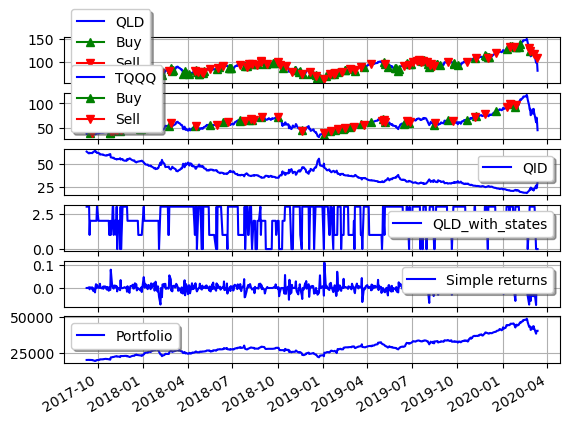 QLD
Buy
Sell
150
100
TQQQ
Buy
Sell
100
50
QID
50
25
QLD_with_states
2.5
0.0
Simple returns
0.1
0.0
Portfolio
50000
25000
2017-10
2018-01
2018-04
2018-07
2018-10
2019-01
2019-04
2019-07
2019-10
2020-01
2020-04